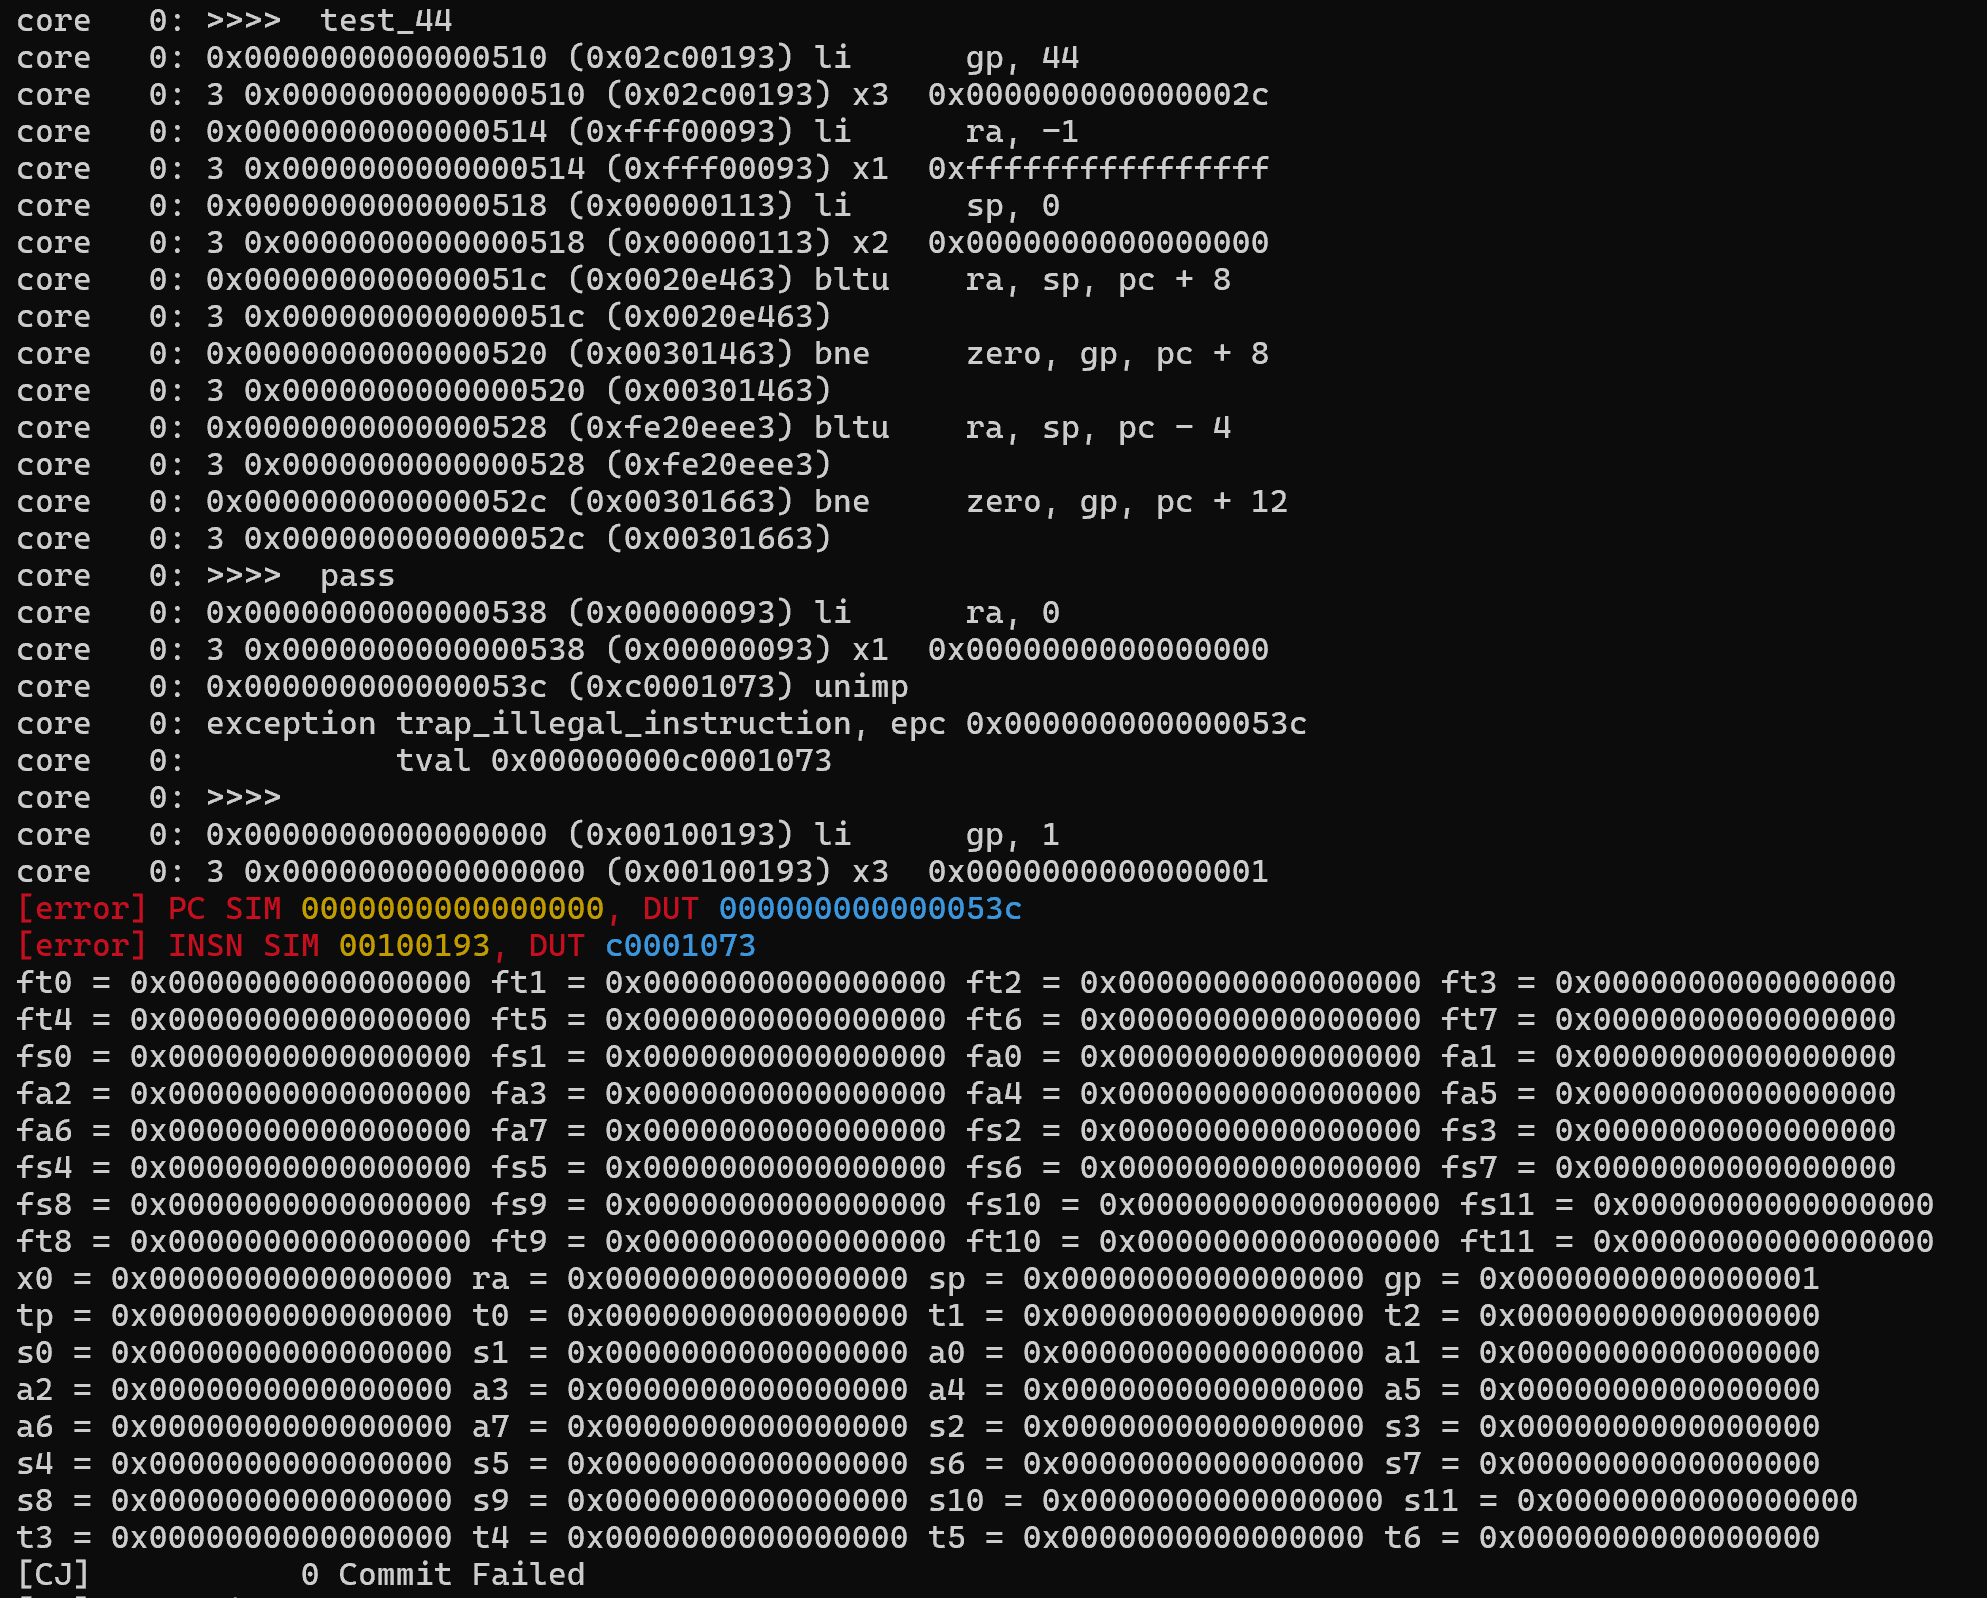 core   0: >>>>  test_44
core   0: 0x0000000000000510 (0x02c00193) li      gp, 44
core   0: 3 0x0000000000000510 (0x02c00193) x3  0x000000000000002c
core   0: 0x0000000000000514 (0xfff00093) li      ra, -1
core   0: 3 0x0000000000000514 (0xfff00093) x1  0xffffffffffffffff
core   0: 0x0000000000000518 (0x00000113) li      sp, 0
core   0: 3 0x0000000000000518 (0x00000113) x2  0x0000000000000000
core   0: 0x000000000000051c (0x0020e463) bltu    ra, sp, pc + 8
core   0: 3 0x000000000000051c (0x0020e463)
core   0: 0x0000000000000520 (0x00301463) bne     zero, gp, pc + 8
core   0: 3 0x0000000000000520 (0x00301463)
core   0: 0x0000000000000528 (0xfe20eee3) bltu    ra, sp, pc - 4
core   0: 3 0x0000000000000528 (0xfe20eee3)
core   0: 0x000000000000052c (0x00301663) bne     zero, gp, pc + 12
core   0: 3 0x000000000000052c (0x00301663)
core   0: >>>>  pass
core   0: 0x0000000000000538 (0x00000093) li      ra, 0
core   0: 3 0x0000000000000538 (0x00000093) x1  0x0000000000000000
core   0: 0x000000000000053c (0xc0001073) unimp
core   0: exception trap_illegal_instruction, epc 0x000000000000053c
core   0:           tval 0x00000000c0001073
core   0: >>>>
core   0: 0x0000000000000000 (0x00100193) li      gp, 1
core   0: 3 0x0000000000000000 (0x00100193) x3  0x0000000000000001
[error] PC SIM 0000000000000000, DUT 000000000000053c
[error] INSN SIM 00100193, DUT c0001073
ft0 = 0x0000000000000000 ft1 = 0x0000000000000000 ft2 = 0x0000000000000000 ft3 = 0x0000000000000000
ft4 = 0x0000000000000000 ft5 = 0x0000000000000000 ft6 = 0x0000000000000000 ft7 = 0x0000000000000000
fs0 = 0x0000000000000000 fs1 = 0x0000000000000000 fa0 = 0x0000000000000000 fa1 = 0x0000000000000000
fa2 = 0x0000000000000000 fa3 = 0x0000000000000000 fa4 = 0x0000000000000000 fa5 = 0x0000000000000000
fa6 = 0x0000000000000000 fa7 = 0x0000000000000000 fs2 = 0x0000000000000000 fs3 = 0x0000000000000000
fs4 = 0x0000000000000000 fs5 = 0x0000000000000000 fs6 = 0x0000000000000000 fs7 = 0x0000000000000000
fs8 = 0x0000000000000000 fs9 = 0x0000000000000000 fs10 = 0x0000000000000000 fs11 = 0x0000000000000000
ft8 = 0x0000000000000000 ft9 = 0x0000000000000000 ft10 = 0x0000000000000000 ft11 = 0x0000000000000000
x0 = 0x0000000000000000 ra = 0x0000000000000000 sp = 0x0000000000000000 gp = 0x0000000000000001
tp = 0x0000000000000000 t0 = 0x0000000000000000 t1 = 0x0000000000000000 t2 = 0x0000000000000000
s0 = 0x0000000000000000 s1 = 0x0000000000000000 a0 = 0x0000000000000000 a1 = 0x0000000000000000
a2 = 0x0000000000000000 a3 = 0x0000000000000000 a4 = 0x0000000000000000 a5 = 0x0000000000000000
a6 = 0x0000000000000000 a7 = 0x0000000000000000 s2 = 0x0000000000000000 s3 = 0x0000000000000000
s4 = 0x0000000000000000 s5 = 0x0000000000000000 s6 = 0x0000000000000000 s7 = 0x0000000000000000
s8 = 0x0000000000000000 s9 = 0x0000000000000000 s10 = 0x0000000000000000 s11 = 0x0000000000000000
t3 = 0x0000000000000000 t4 = 0x0000000000000000 t5 = 0x0000000000000000 t6 = 0x0000000000000000
[CJ]           0 Commit Failed